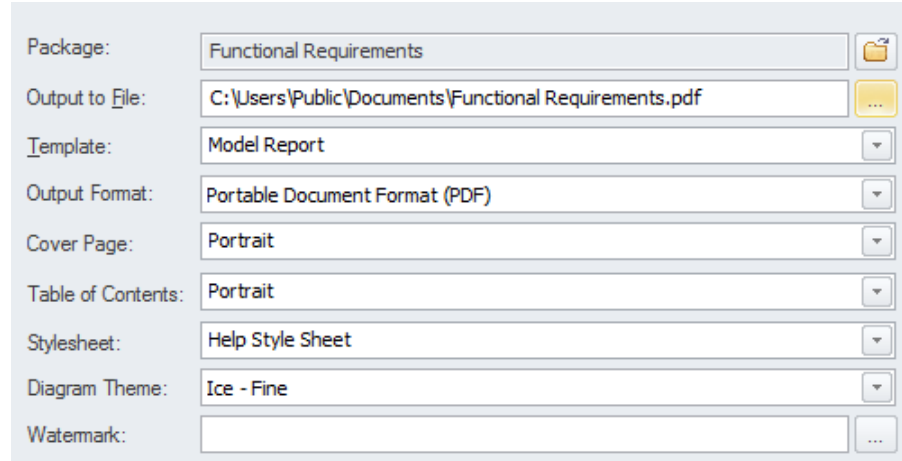 Package: Functional Requirements
Output to File: C:\Users\Public\Documents\Functional Requirements.pdf ...
Template: Model Report
Output Format: Portable Document Format (PDF)
Cover Page: Portrait
Table of Contents: Portrait
Stylesheet: Help Style Sheet
Diagram Theme: Ice - Fine
Watermark: ...